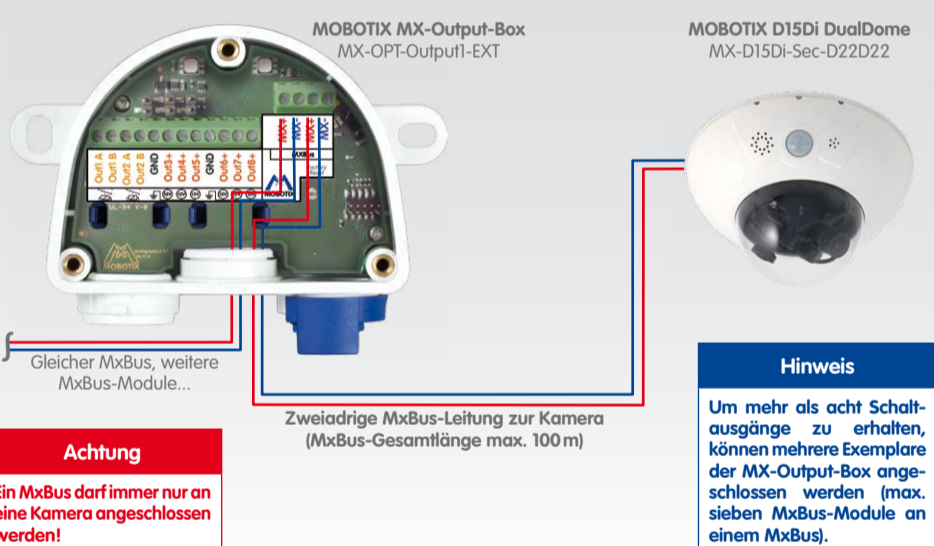 MOBOTIX MX-Output-Box
MX-OPT-Output1-EXT
MOBOTIX D15Di DualDome
MX-D15Di-Sec-D22D22
Out1 A
Out1 B
Out2 A
Out2 B
GND
Out3+
Out4+
Out5+
GND
Out6+
Out7+
Out8+
MX+
MX-
MX+
MX-
MxBus
MOBOTIX
UL-94 V-0
MOBOTIX
Gleicher MxBus, weitere
MxBus-Module...
Zweiadrige MxBus-Leitung zur Kamera
(MxBus-Gesamtlänge max. 100 m)
Achtung
Ein MxBus darf immer nur an
eine Kamera angeschlossen
werden!
Hinweis
Um mehr als acht Schalt-
ausgänge zu erhalten,
können mehrere Exemplare
der MX-Output-Box ange-
schlossen werden (max.
sieben MxBus-Module an
einem MxBus).